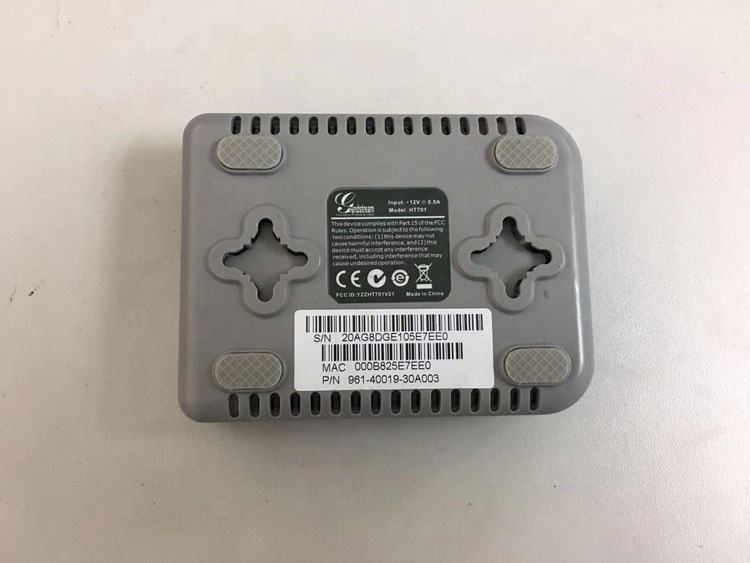 Grandstream
Input: +12V ⎓ 0.5A
Model: HT701
This device complies with Part 15 of the FCC
Rules. Operation is subject to the following
two conditions: (1) this device may not
cause harmful interference, and (2) this
device must accept any interference
received, including interference that may
cause undesired operation.
CE
FCC ID: YZZHT701V21 Made in China
S/N 20AG8DGE105E7EE0
MAC 000B825E7EE0
P/N 961-40019-30A003